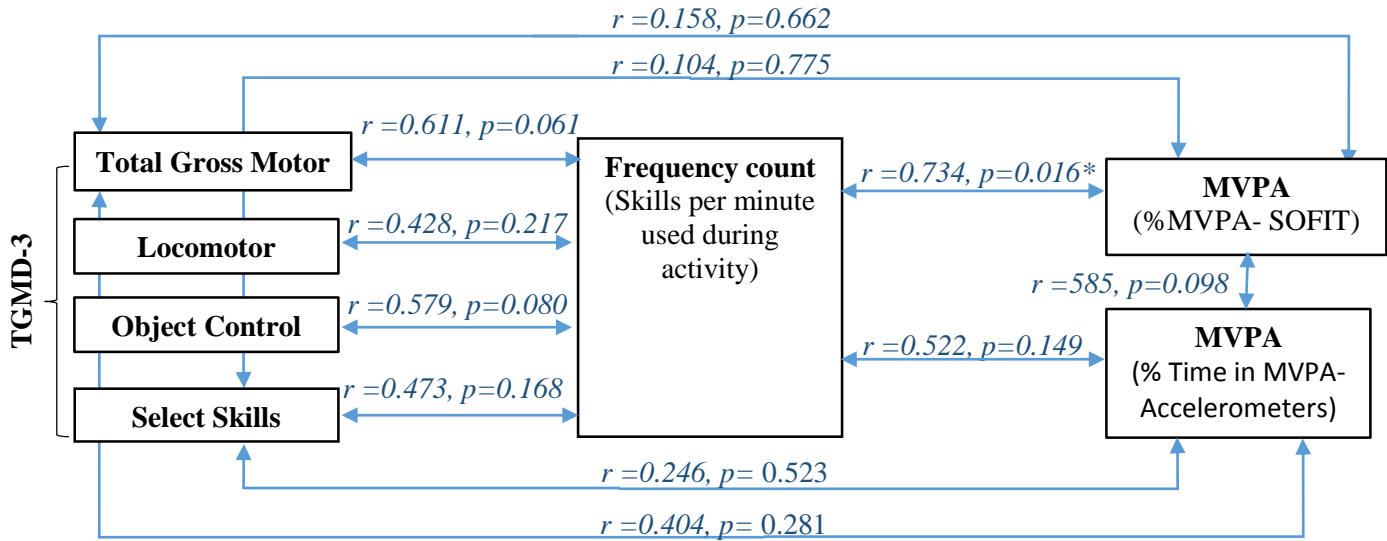 r =0.158, p=0.662
r =0.104, p=0.775
r =0.611, p=0.061
Total Gross Motor
Frequency count
(Skills per minute
used during
activity)
r =0.734, p=0.016*
MVPA
(%MVPA- SOFIT)
TGMD-3
Locomotor
r =0.428, p=0.217
r =585, p=0.098
Object Control
r =0.579, p=0.080
r =0.522, p=0.149
MVPA
(% Time in MVPA-
Accelerometers)
Select Skills
r =0.473, p=0.168
r =0.246, p= 0.523
r =0.404, p= 0.281